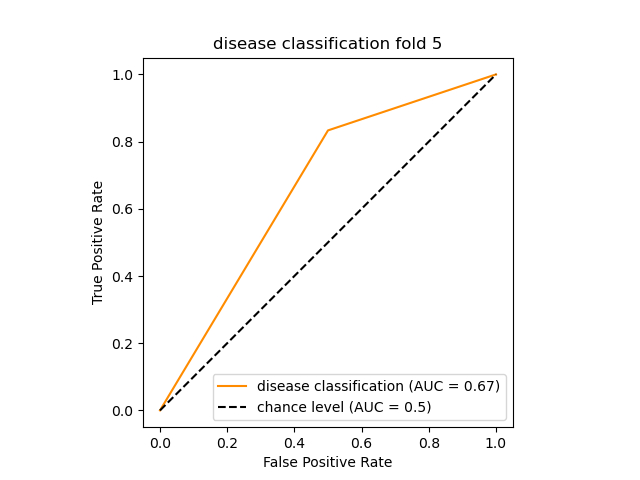 disease classification fold 5
True Positive Rate
1.0
0.8
0.6
0.4
0.2
0.0
disease classification (AUC = 0.67)
chance level (AUC = 0.5)
0.0 0.2 0.4 0.6 0.8 1.0
False Positive Rate